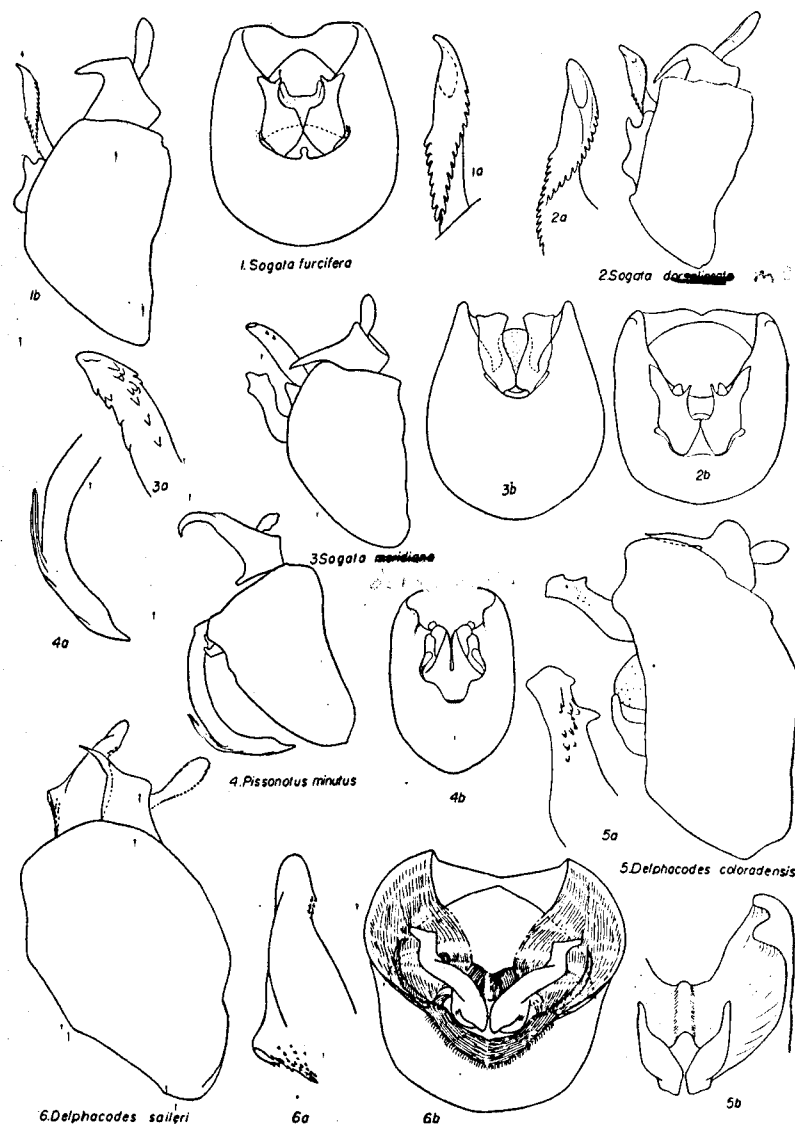 1a
2a
1b
1. Sogata furcifera
2. Sogata
3a
3b
2b
3. Sogata meridiana
4a
4. Pissonotus minutus
4b
5a
5. Delphacodes coloradensis
6. Delphacodes saileri
6a
6b
5b